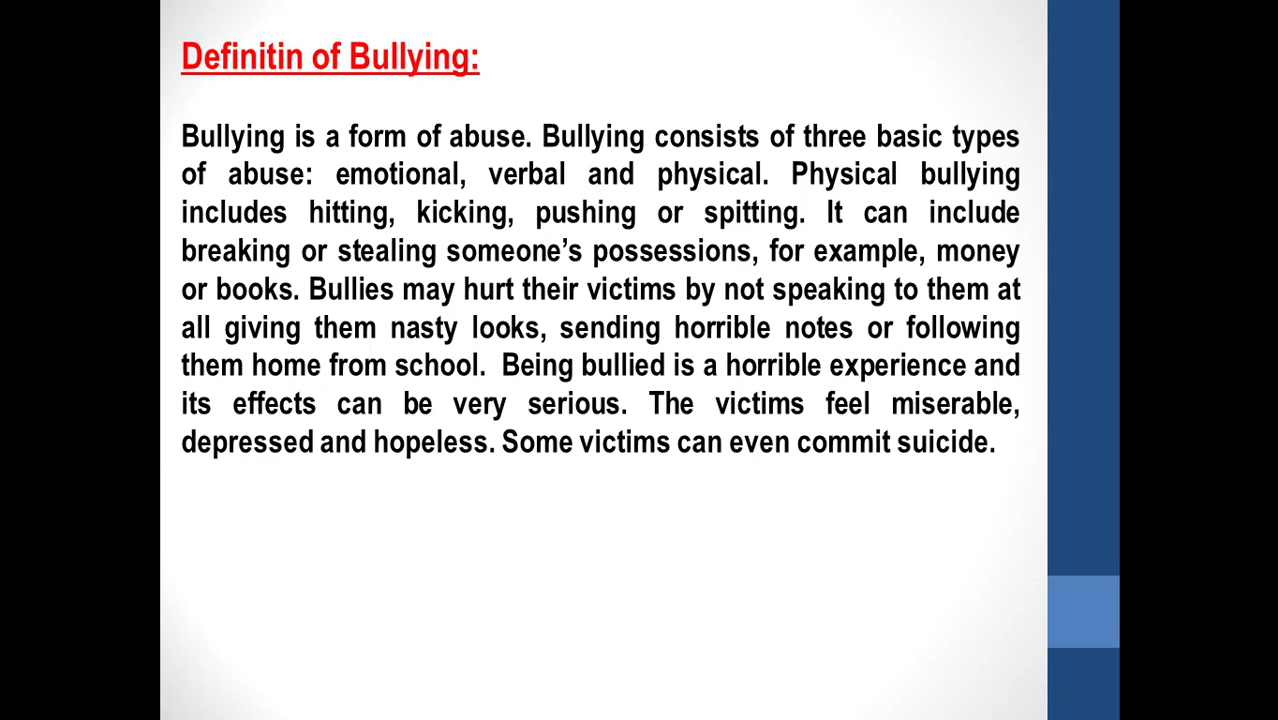 Definitin of Bullying:
Bullying is a form of abuse. Bullying consists of three basic types
of abuse: emotional, verbal and physical. Physical bullying
includes hitting, kicking, pushing or spitting. It can include
breaking or stealing someone’s possessions, for example, money
or books. Bullies may hurt their victims by not speaking to them at
all giving them nasty looks, sending horrible notes or following
them home from school.  Being bullied is a horrible experience and
its effects can be very serious. The victims feel miserable,
depressed and hopeless. Some victims can even commit suicide.